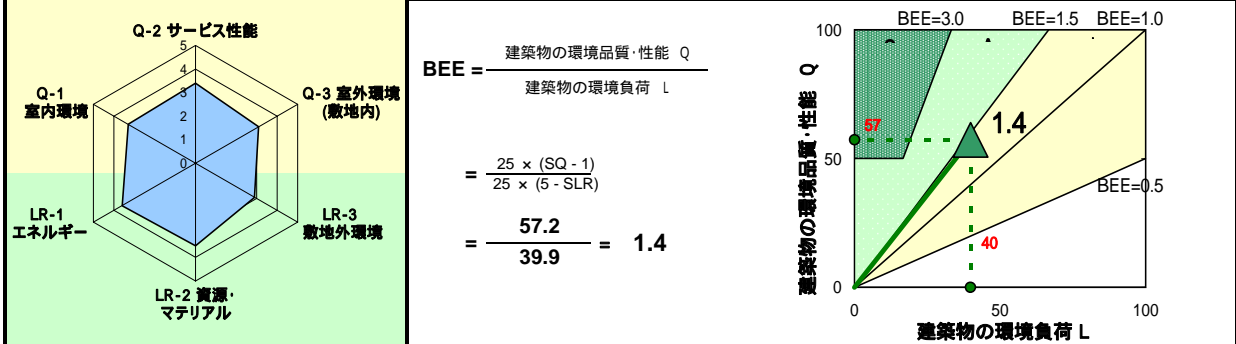 Q-2 サービス性能
5
4
3
2
1
0
Q-1
室内環境
Q-3 室外環境
(敷地内)
LR-1
エネルギー
LR-3
敷地外環境
LR-2 資源・
マテリアル
BEE = 建築物の環境品質・性能 Q
建築物の環境負荷 L
= 25 × (SQ - 1)
25 × (5 - SLR)
= 57.2
39.9
= 1.4
BEE=3.0 BEE=1.5 BEE=1.0
100
57
1.4
50
BEE=0.5
40
0
0 50 100
建築物の環境品質・性能 Q
建築物の環境負荷 L